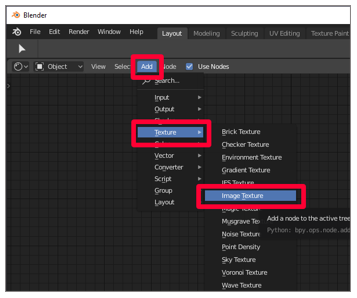 Blender
File Edit Render Window Help Layout Modeling Sculpting UV Editing Texture Paint
Object View Select Add Node Use Nodes
Search...
Input
Output
Texture
Vector
Converter
Script
Group
Layout
Brick Texture
Checker Texture
Environment Texture
Gradient Texture
IES Texture
Image Texture
Magic Texture
Musgrave Tex
Noise Texture
Point Density
Sky Texture
Voronoi Texture
Wave Texture
Add a node to the active tree
Python: bpy.ops.node.add